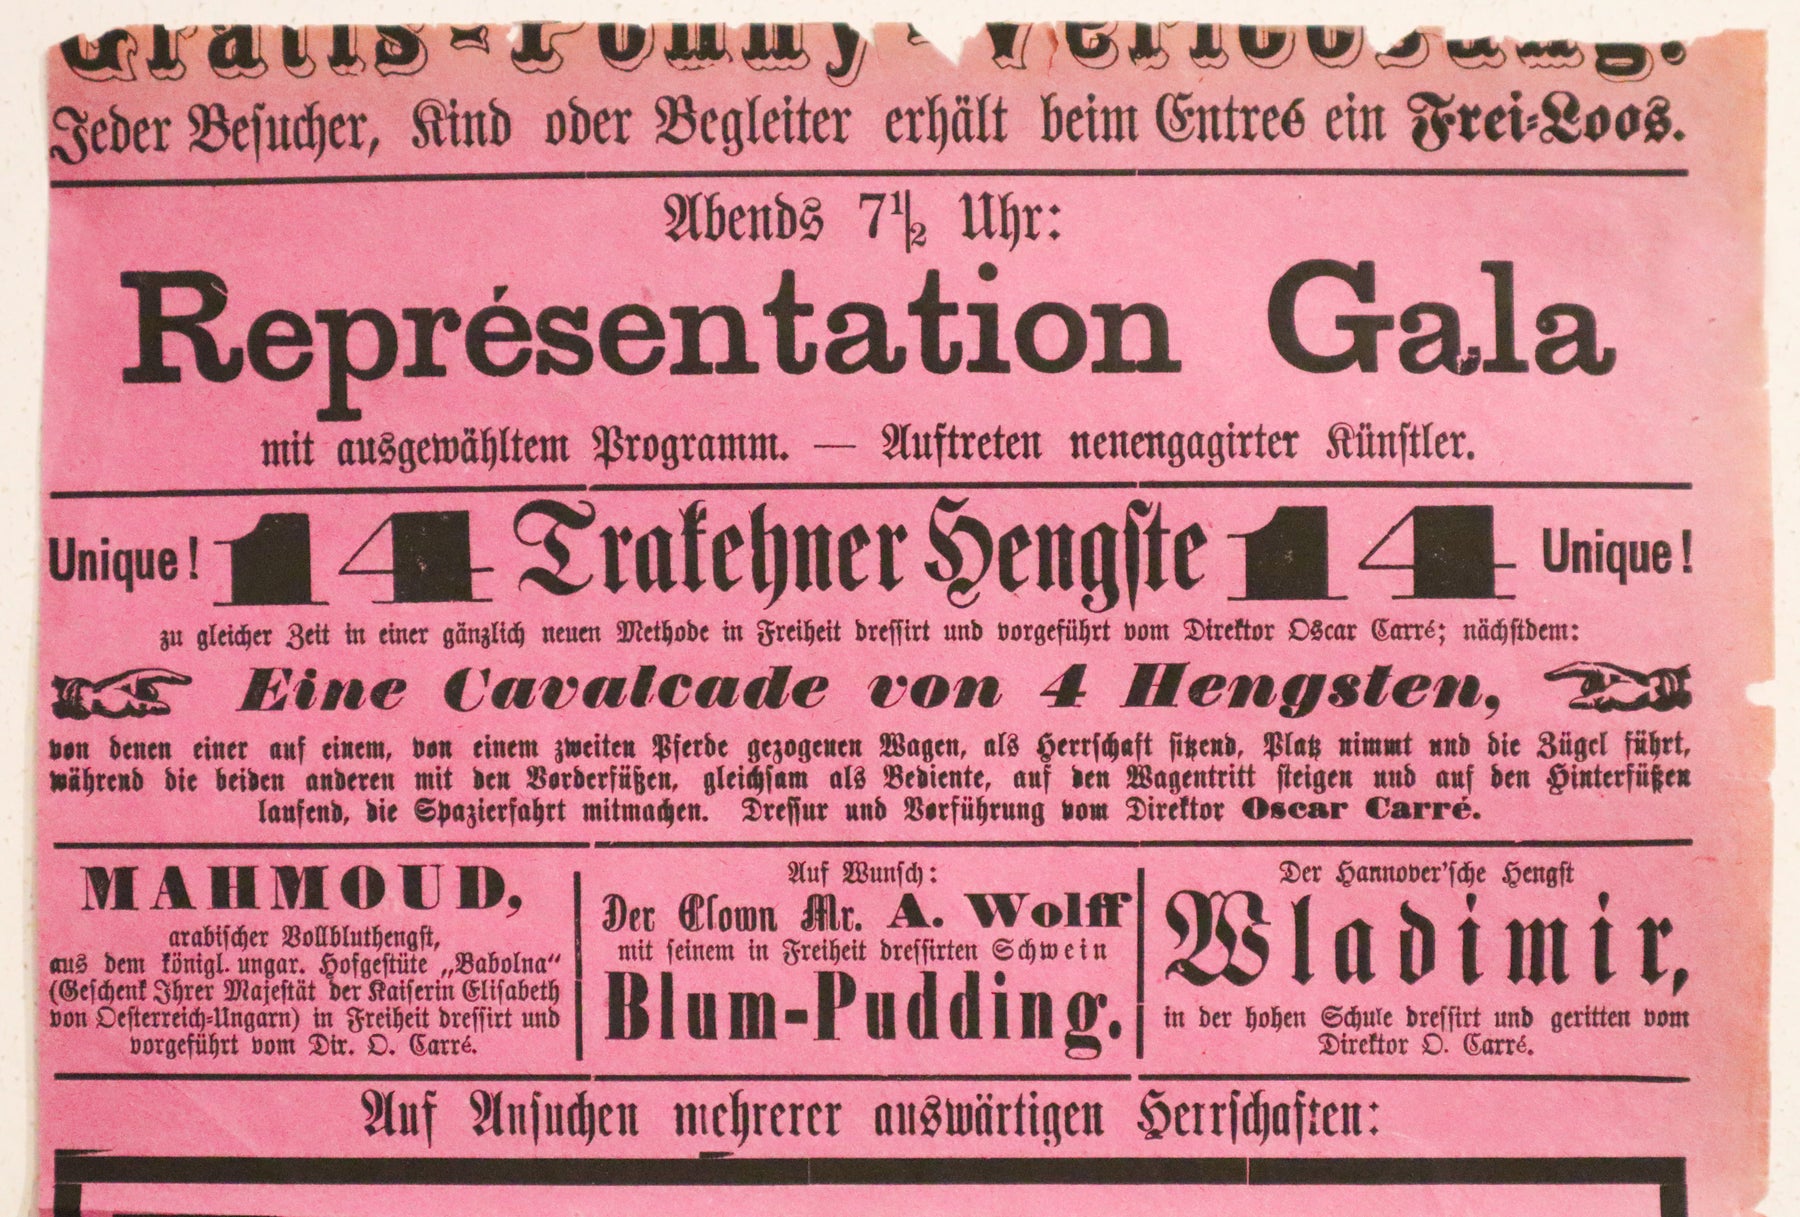 Gratis-Ponny-Verloosung.
Jeder Besucher, Kind oder Begleiter erhält beim Entreé ein Frei-Loos.
Abends 7½ Uhr:
Représentation Gala
mit ausgewähltem Programm. — Auftreten nenengagirter Künstler.
Unique! 14 Trakehner Hengste 14 Unique!
zu gleicher Zeit in einer gänzlich neuen Methode in Freiheit dressirt und vorgeführt vom Direktor Oscar Carré; nächstdem:
Eine Cavalcade von 4 Hengsten,
von denen einer auf einem, von einem zweiten Pferde gezogenen Wagen, als Herrschaft sitzend, Platz nimmt und die Zügel führt,
während die beiden anderen mit den Vorderfüßen, gleichsam als Bediente, auf den Wagentritt steigen und auf den Hinterfüßen
laufend, die Spazierfahrt mitmachen. Dressur und Vorführung vom Direktor Oscar Carré.
MAHMOUD,
arabischer Vollbluthengst,
aus dem königl. ungar. Hofgestüte „Babolna“
(Geschenk Ihrer Majestät der Kaiserin Elisabeth
von Oesterreich-Ungarn) in Freiheit dressirt und
vorgeführt vom Dir. O. Carré.
Auf Wunsch:
Der Clown Mr. A. Wolff
mit seinem in Freiheit dressirten Schwein
Blum-Pudding.
Der Hannover'sche Hengst
Wladimir,
in der hohen Schule dressirt und geritten vom
Direktor O. Carré.
Auf Ansuchen mehrerer auswärtigen Herrschaften: